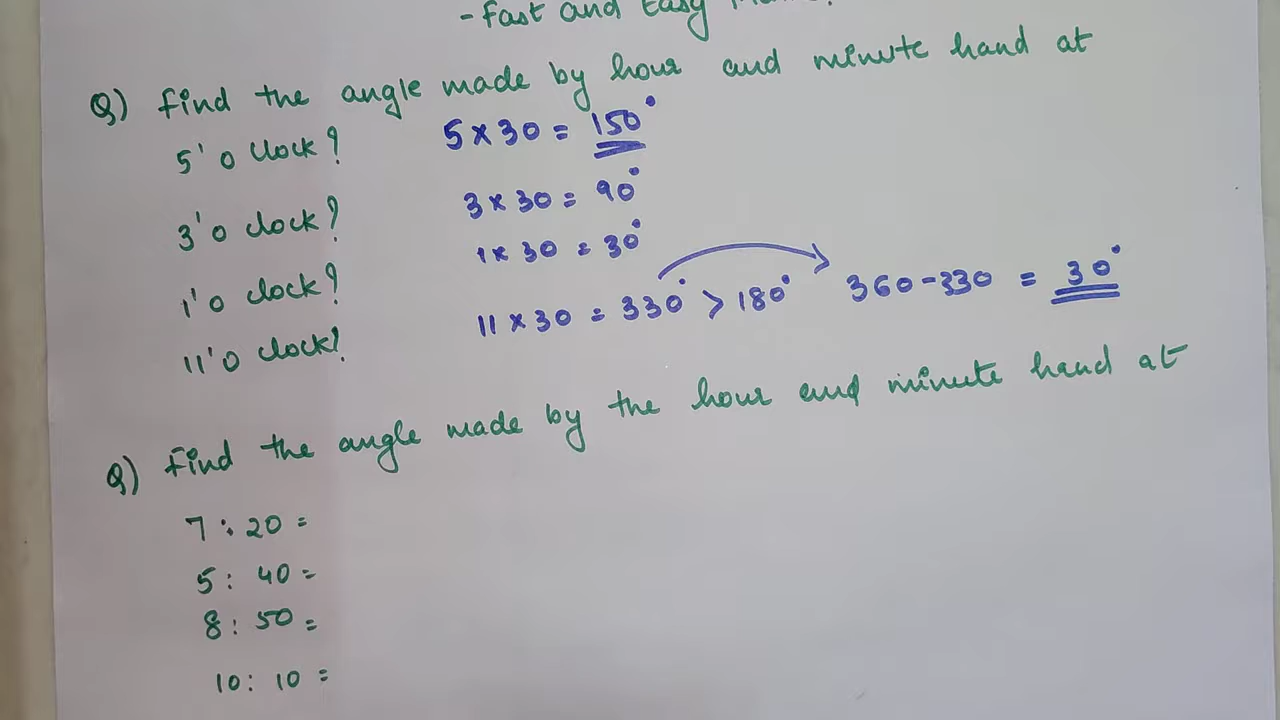 - Fast and Easy
Q) Find the angle made by hour and minute hand at
5'o clock? 5 x 30 = 150°
3'o clock? 3 x 30 = 90°
1'o clock? 1 x 30 = 30°
11'o clock? 11 x 30 = 330° > 180° 360 - 330 = 30°
Q) Find the angle made by the hour and minute hand at
7 : 20 =
5 : 40 =
8 : 50 =
10 : 10 =